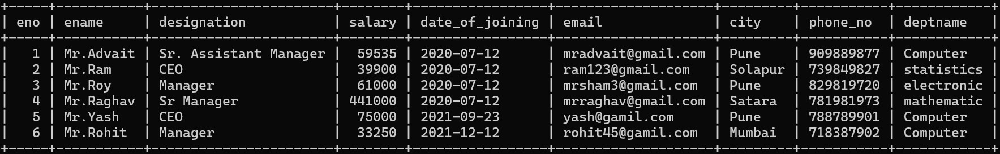 +-----+-----------+-----------------------+--------+-----------------+--------------------+---------+-----------+------------+
| eno | ename     | designation           | salary | date_of_joining | email              | city    | phone_no  | deptname   |
+-----+-----------+-----------------------+--------+-----------------+--------------------+---------+-----------+------------+
|   1 | Mr.Advait | Sr. Assistant Manager |  59535 | 2020-07-12      | mradvait@gmail.com | Pune    | 909889877 | Computer   |
|   2 | Mr.Ram    | CEO                   |  39900 | 2020-07-12      | ram123@gmail.com   | Solapur | 739849827 | statistics |
|   3 | Mr.Roy    | Manager               |  61000 | 2020-07-12      | mrsham3@gmail.com  | Pune    | 829819720 | electronic |
|   4 | Mr.Raghav | Sr Manager            | 441000 | 2020-07-12      | mrraghav@gmail.com | Satara  | 781981973 | mathematic |
|   5 | Mr.Yash   | CEO                   |  75000 | 2021-09-23      | yash@gamil.com     | Pune    | 788789901 | Computer   |
|   6 | Mr.Rohit  | Manager               |  33250 | 2021-12-12      | rohit45@gamil.com  | Mumbai  | 718387902 | Computer   |
+-----+-----------+-----------------------+--------+-----------------+--------------------+---------+-----------+------------+